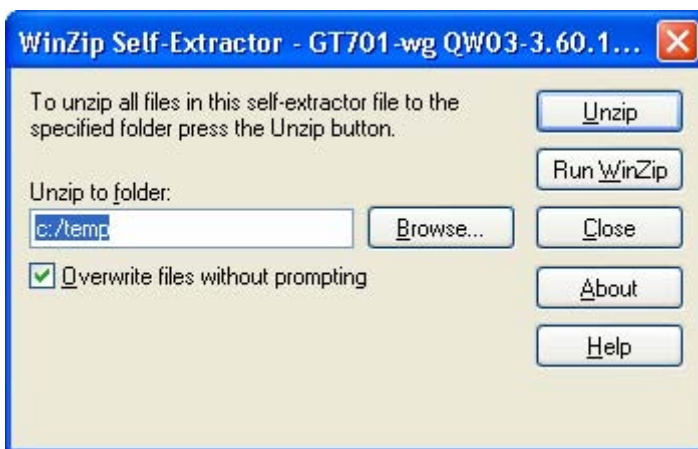 WinZip Self-Extractor - GT701-wg QW03-3.60.1...
To unzip all files in this self-extractor file to the
specified folder press the Unzip button.
Unzip to folder:
c:/temp
Browse...
Overwrite files without prompting
Unzip
Run WinZip
Close
About
Help